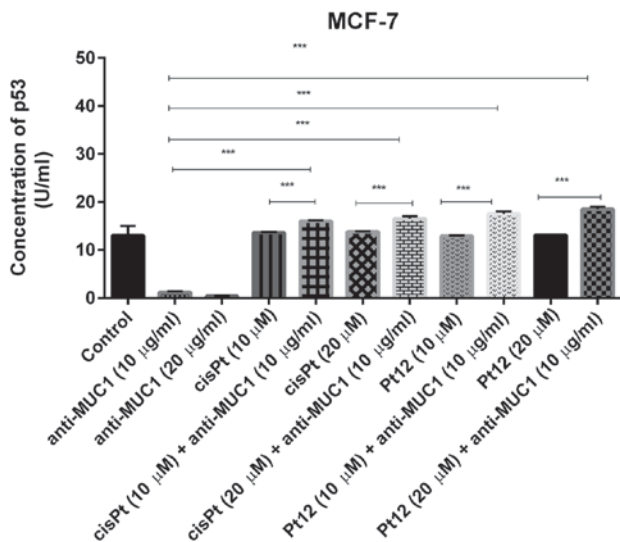 MCF-7
Concentration of p53
(U/ml)
50
40
30
20
10
0
***
***
***
***
***
***
***
***
Control
anti-MUC1 (10 µg/ml)
anti-MUC1 (20 µg/ml)
cisPt (10 µM)
cisPt (10 µM) + anti-MUC1 (10 µg/ml)
cisPt (20 µM)
cisPt (20 µM) + anti-MUC1 (10 µg/ml)
Pt12 (10 µM)
Pt12 (10 µM) + anti-MUC1 (10 µg/ml)
Pt12 (20 µM)
Pt12 (20 µM) + anti-MUC1 (10 µg/ml)